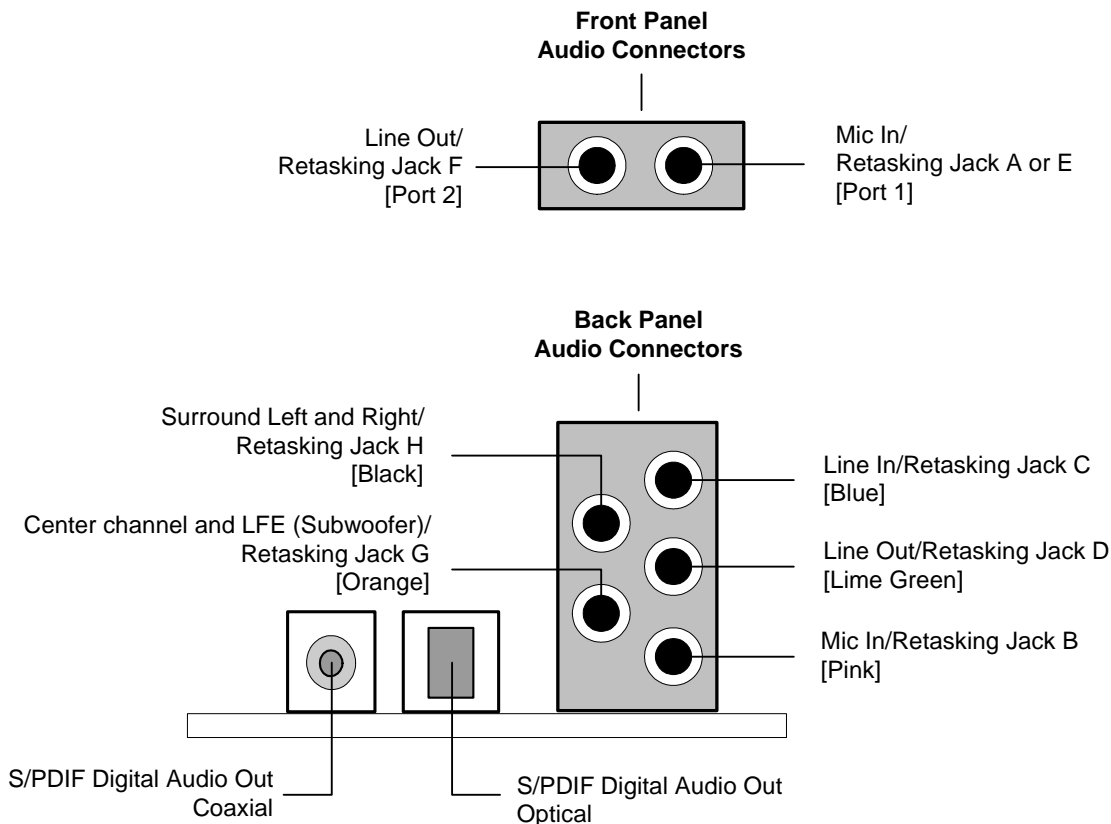 Front Panel
Audio Connectors
Line Out/
Retasking Jack F
[Port 2]
Mic In/
Retasking Jack A or E
[Port 1]
Back Panel
Audio Connectors
Surround Left and Right/
Retasking Jack H
[Black]
Center channel and LFE (Subwoofer)/
Retasking Jack G
[Orange]
Line In/Retasking Jack C
[Blue]
Line Out/Retasking Jack D
[Lime Green]
Mic In/Retasking Jack B
[Pink]
S/PDIF Digital Audio Out
Coaxial
S/PDIF Digital Audio Out
Optical